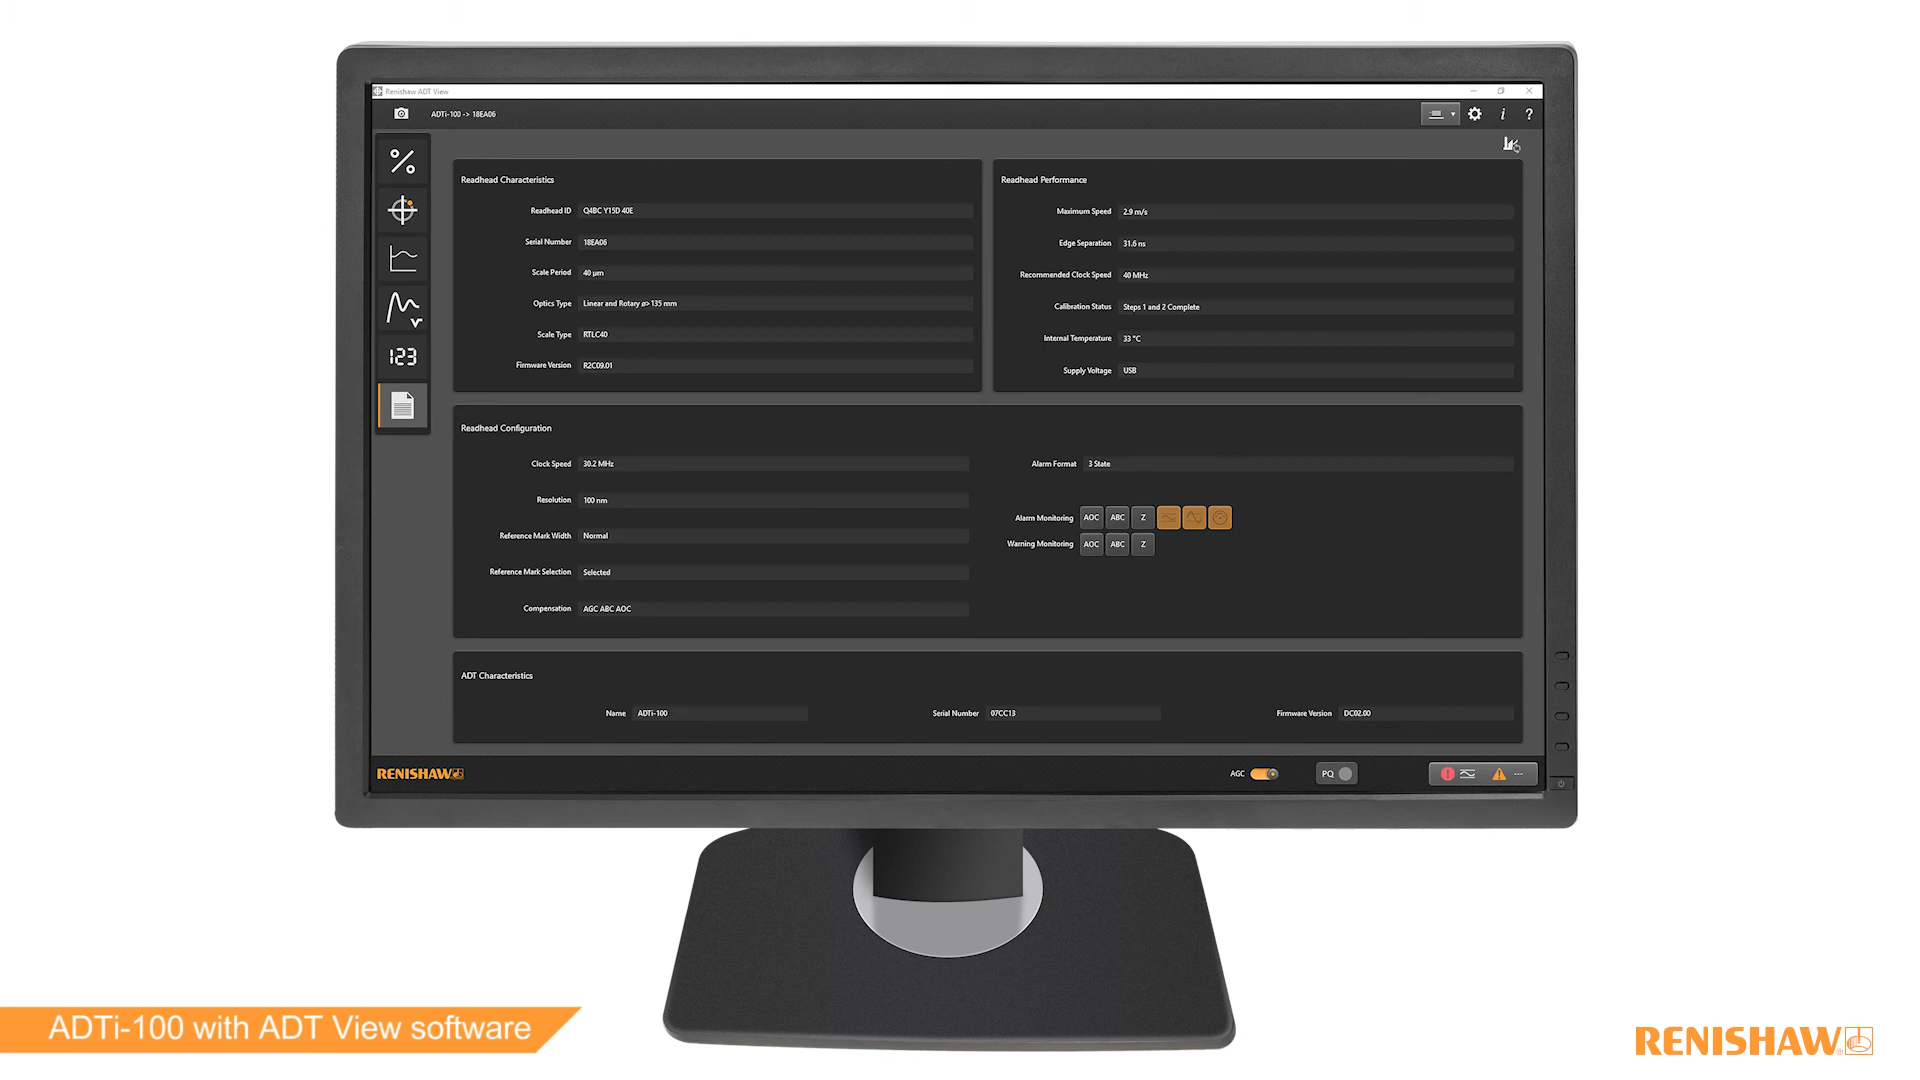 Renishaw ADT View
ADTi-100 -> 18EA06
i ?
Readhead Characteristics
Readhead ID Q4BC Y15D 40E
Serial Number 18EA06
Scale Period 40 µm
Optics Type Linear and Rotary ø>135 mm
Scale Type RTLC40
Firmware Version R2C09.01
Readhead Performance
Maximum Speed 2.9 m/s
Edge Separation 31.6 ns
Recommended Clock Speed 40 MHz
Calibration Status Steps 1 and 2 Complete
Internal Temperature 33 °C
Supply Voltage USB
123
Readhead Configuration
Clock Speed 30.2 MHz
Resolution 100 nm
Reference Mark Width Normal
Reference Mark Selection Selected
Compensation AGC ABC AOC
Alarm Format 3 State
Alarm Monitoring AOC ABC Z
Warning Monitoring AOC ABC Z
ADT Characteristics
Name ADTi-100 Serial Number 07CC13 Firmware Version DC02.00
RENISHAW
AGC PQ ---
ADTi-100 with ADT View software
RENISHAW